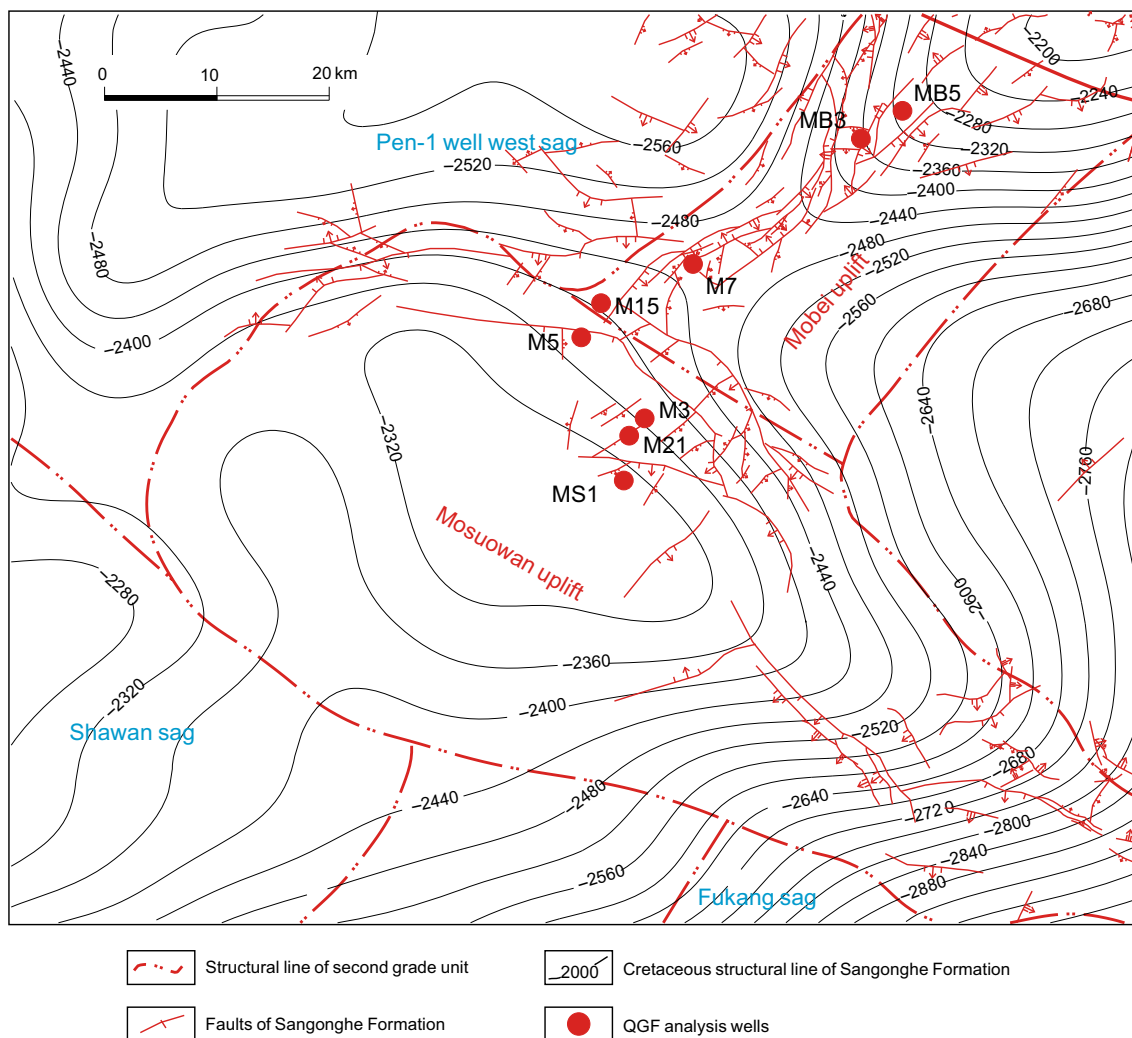 −2440
0
10
20 km
−2200
−2240
MB5
MB3
−2280
Pen-1 well west sag
−2560
−2320
−2520
−2360
−2400
−2480
−2440
−2480
−2480
−2520
M7
Mobel uplift
M15
−2560
−2680
−2400
M5
M3
−2640
−2320
M21
−2760
MS1
Mosuowan uplift
−2440
−2280
−2600
−2360
−2320
−2400
Shawan sag
−2520
−2680
−2440
−2480
−2640
−2720
−2800
−2840
−2560
−2880
Fukang sag
Structural line of second grade unit
2000
Cretaceous structural line of Sangonghe Formation
Faults of Sangonghe Formation
QGF analysis wells